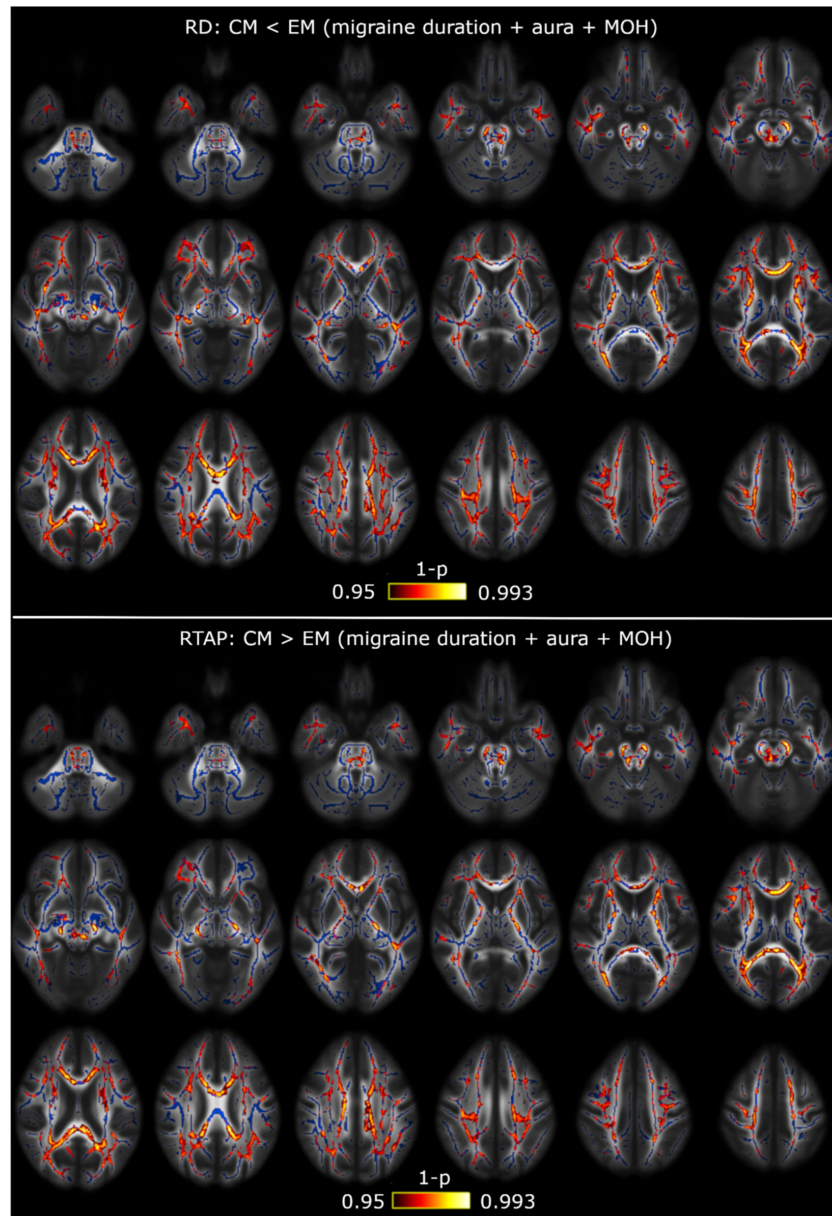 RD: CM < EM (migraine duration + aura + MOH)
1-p
0.95 0.993
RTAP: CM > EM (migraine duration + aura + MOH)
1-p
0.95 0.993